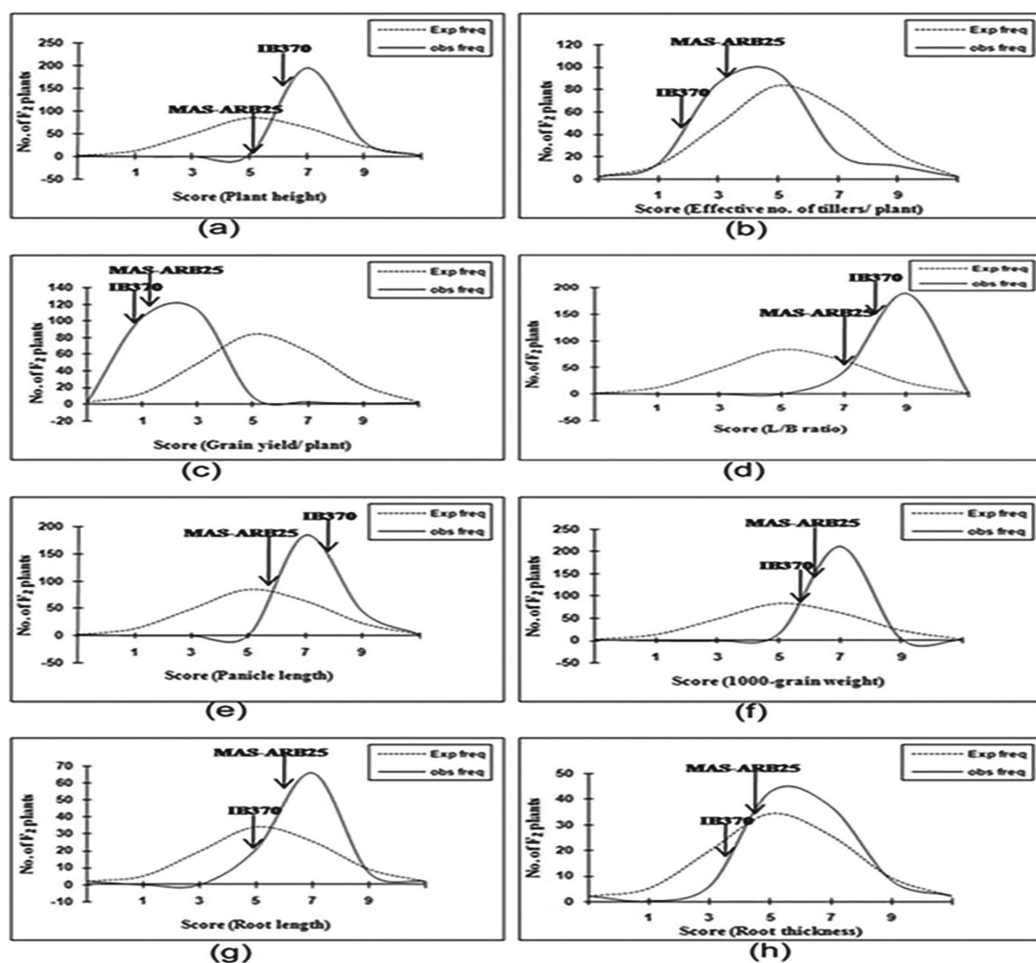 Exp freq
obs freq
IB370
MAS-ARB25
No. of F2 plants
250
200
150
100
50
0
-50
1 3 5 7 9
Score (Plant height)
(a)
Exp freq
obs freq
MAS-ARB25
IB370
No. of F2 plants
120
100
80
60
40
20
0
1 3 5 7 9
Score (Effective no. of tillers/ plant)
(b)
Exp freq
obs freq
MAS-ARB25
IB370
No. of F2 plants
140
120
100
80
60
40
20
0
-20
1 3 5 7 9
Score (Grain yield/ plant)
(c)
Exp freq
obs freq
IB370
MAS-ARB25
No. of F2 plants
200
150
100
50
0
-50
1 3 5 7 9
Score (L/B ratio)
(d)
Exp freq
obs freq
IB370
MAS-ARB25
No. of F2 plants
200
150
100
50
0
-50
1 3 5 7 9
Score (Panicle length)
(e)
Exp freq
obs freq
MAS-ARB25
IB370
No. of F2 plants
250
200
150
100
50
0
-50
1 3 5 7 9
Score (1000-grain weight)
(f)
Exp freq
obs freq
MAS-ARB25
IB370
No. of F2 plants
70
60
50
40
30
20
10
0
-10
1 3 5 7 9
Score (Root length)
(g)
Exp freq
obs freq
MAS-ARB25
IB370
No. of F2 plants
50
40
30
20
10
0
1 3 5 7 9
Score (Root thickness)
(h)